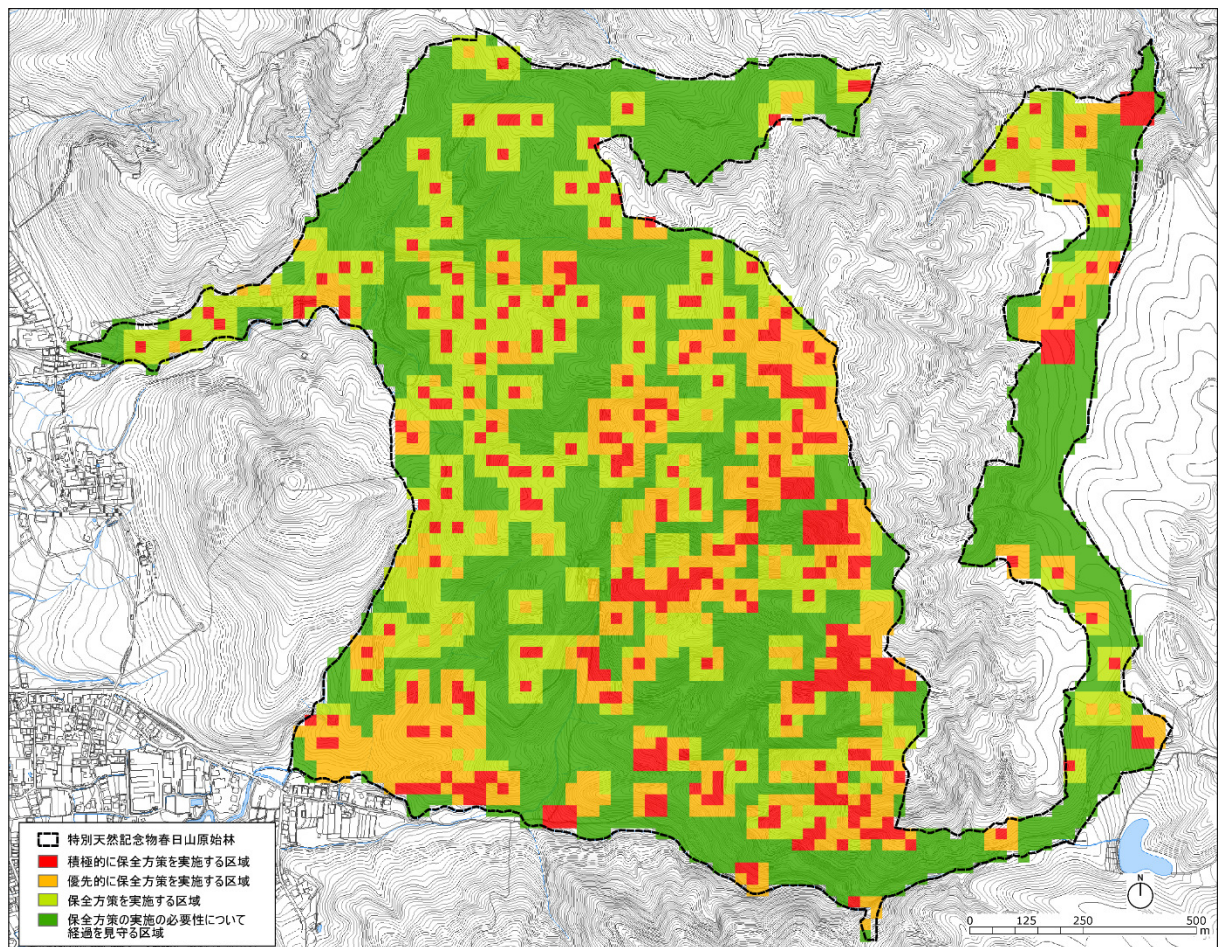 特別天然記念物春日山原始林
積極的に保全方策を実施する区域
優先的に保全方策を実施する区域
保全方策を実施する区域
保全方策の実施の必要性について
経過を見守る区域
N
0 125 250 500
m